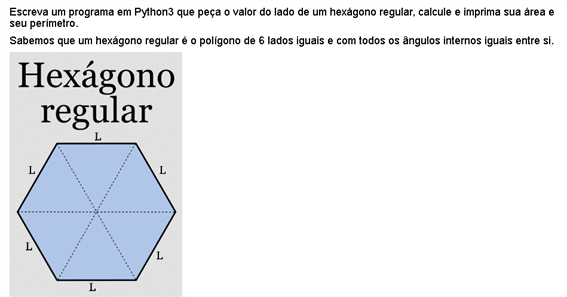 Escreva um programa em Python3 que peça o valor do lado de um hexágono regular, calcule e imprima sua área e
seu perímetro.
Sabemos que um hexágono regular é o polígono de 6 lados iguais e com todos os ângulos internos iguais entre si.
Hexágono
regular
L
L
L
L
L
L